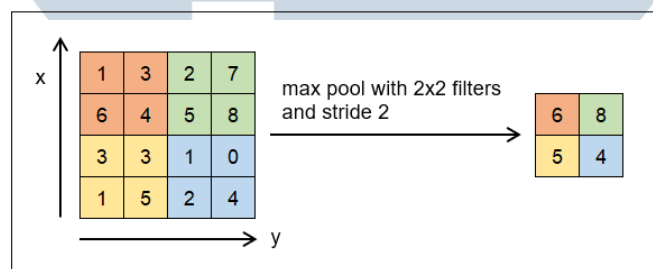 x
1 3 2 7
6 4 5 8
3 3 1 0
1 5 2 4
y
max pool with 2x2 filters
and stride 2
6 8
5 4